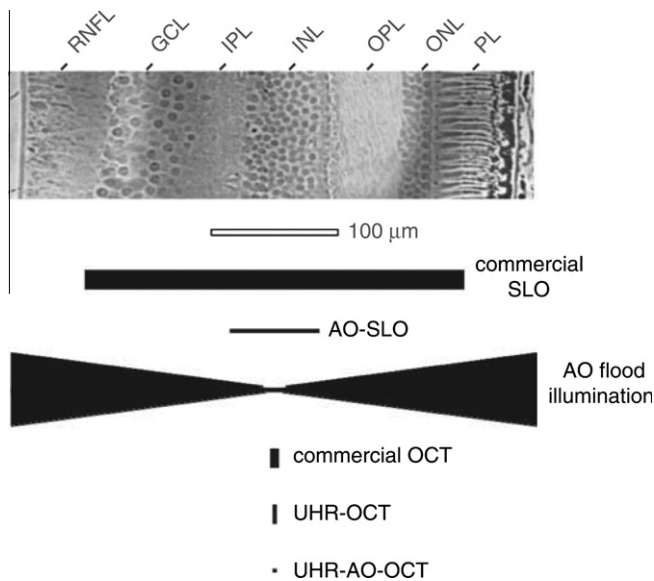 RNFL
GCL
IPL
INL
OPL
ONL
PL
100 μm
commercial
SLO
AO-SLO
AO flood
illumination
commercial OCT
UHR-OCT
UHR-AO-OCT